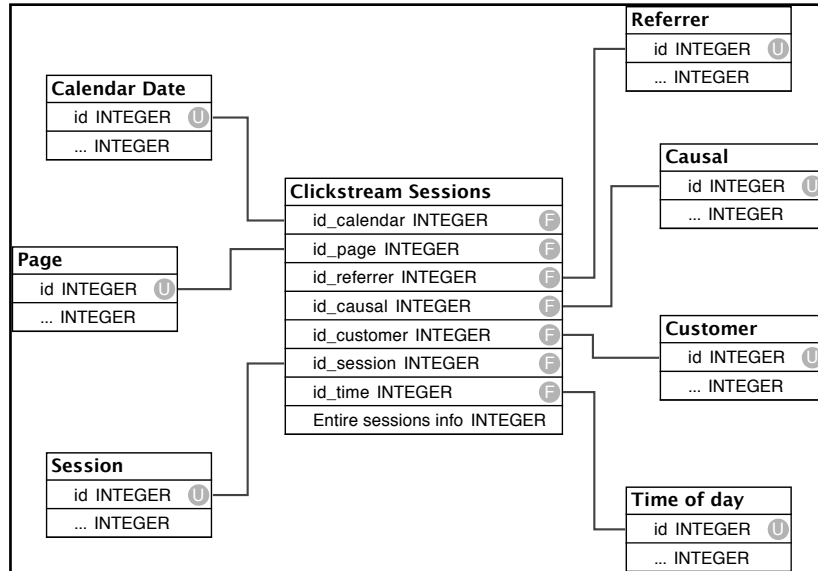 Referrer
id INTEGER U
... INTEGER
Calendar Date
id INTEGER U
... INTEGER
Causal
id INTEGER U
... INTEGER
Clickstream Sessions
id_calendar INTEGER F
id_page INTEGER F
id_referrer INTEGER F
id_causal INTEGER F
id_customer INTEGER F
id_session INTEGER F
id_time INTEGER F
Entire sessions info INTEGER
Page
id INTEGER U
... INTEGER
Customer
id INTEGER U
... INTEGER
Session
id INTEGER U
... INTEGER
Time of day
id INTEGER U
... INTEGER